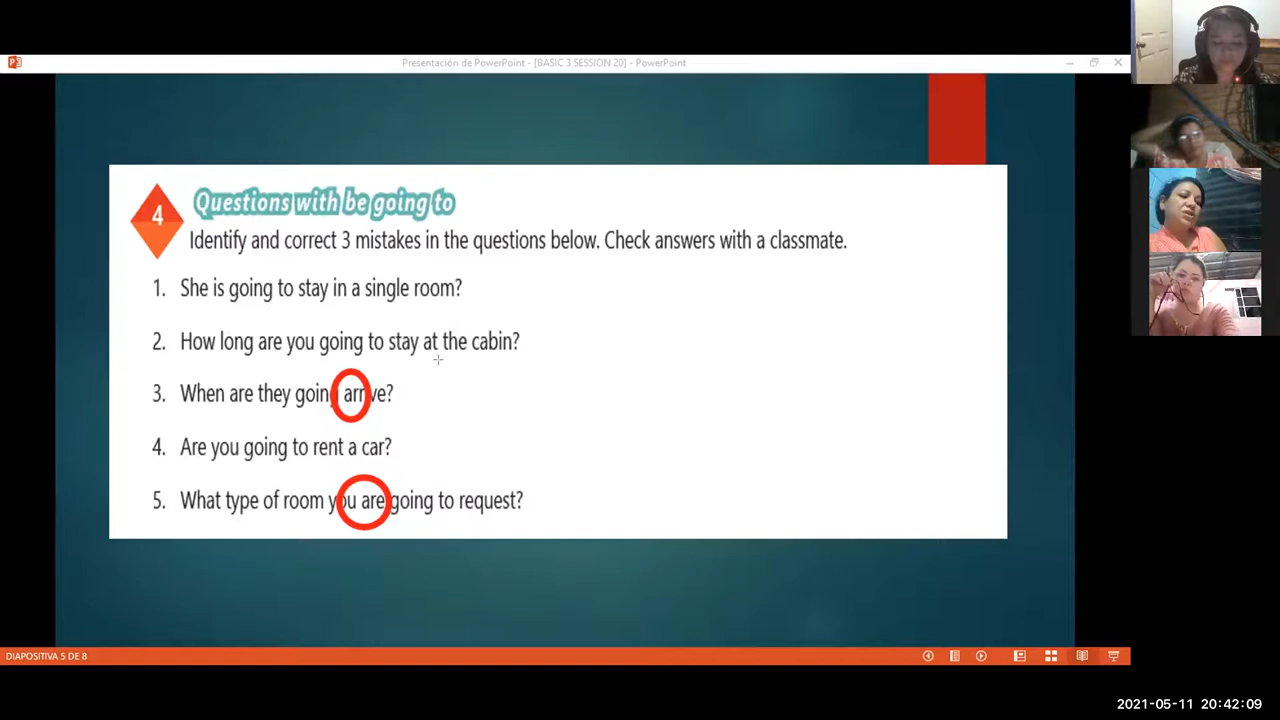 Presentación de PowerPoint - [BASIC 3 SESSION 20] - PowerPoint
4
Questions with be going to
Identify and correct 3 mistakes in the questions below. Check answers with a classmate.
1. She is going to stay in a single room?
2. How long are you going to stay at the cabin?
3. When are they going arrive?
4. Are you going to rent a car?
5. What type of room you are going to request?
DIAPOSITIVA 5 DE 8
2021-05-11 20:42:09